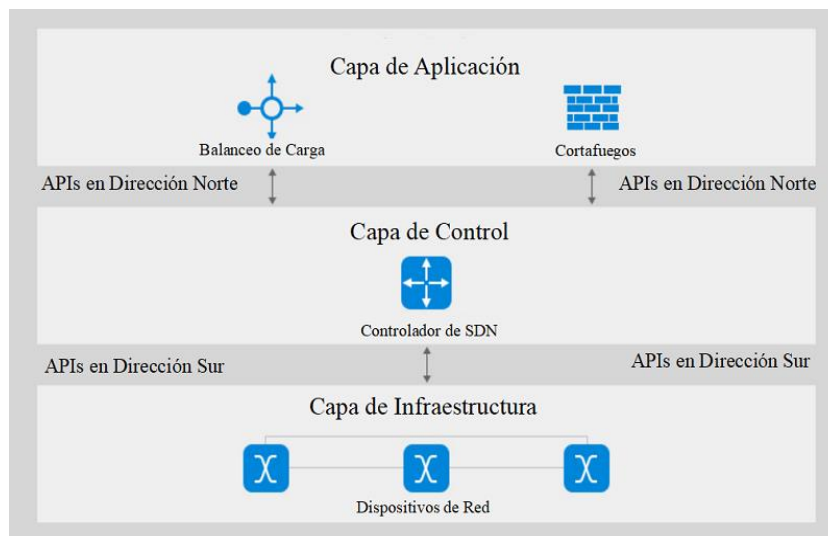 Capa de Aplicación
Balanceo de Carga
Cortafuegos
APIs en Dirección Norte
APIs en Dirección Norte
Capa de Control
Controlador de SDN
APIs en Dirección Sur
APIs en Dirección Sur
Capa de Infraestructura
Dispositivos de Red